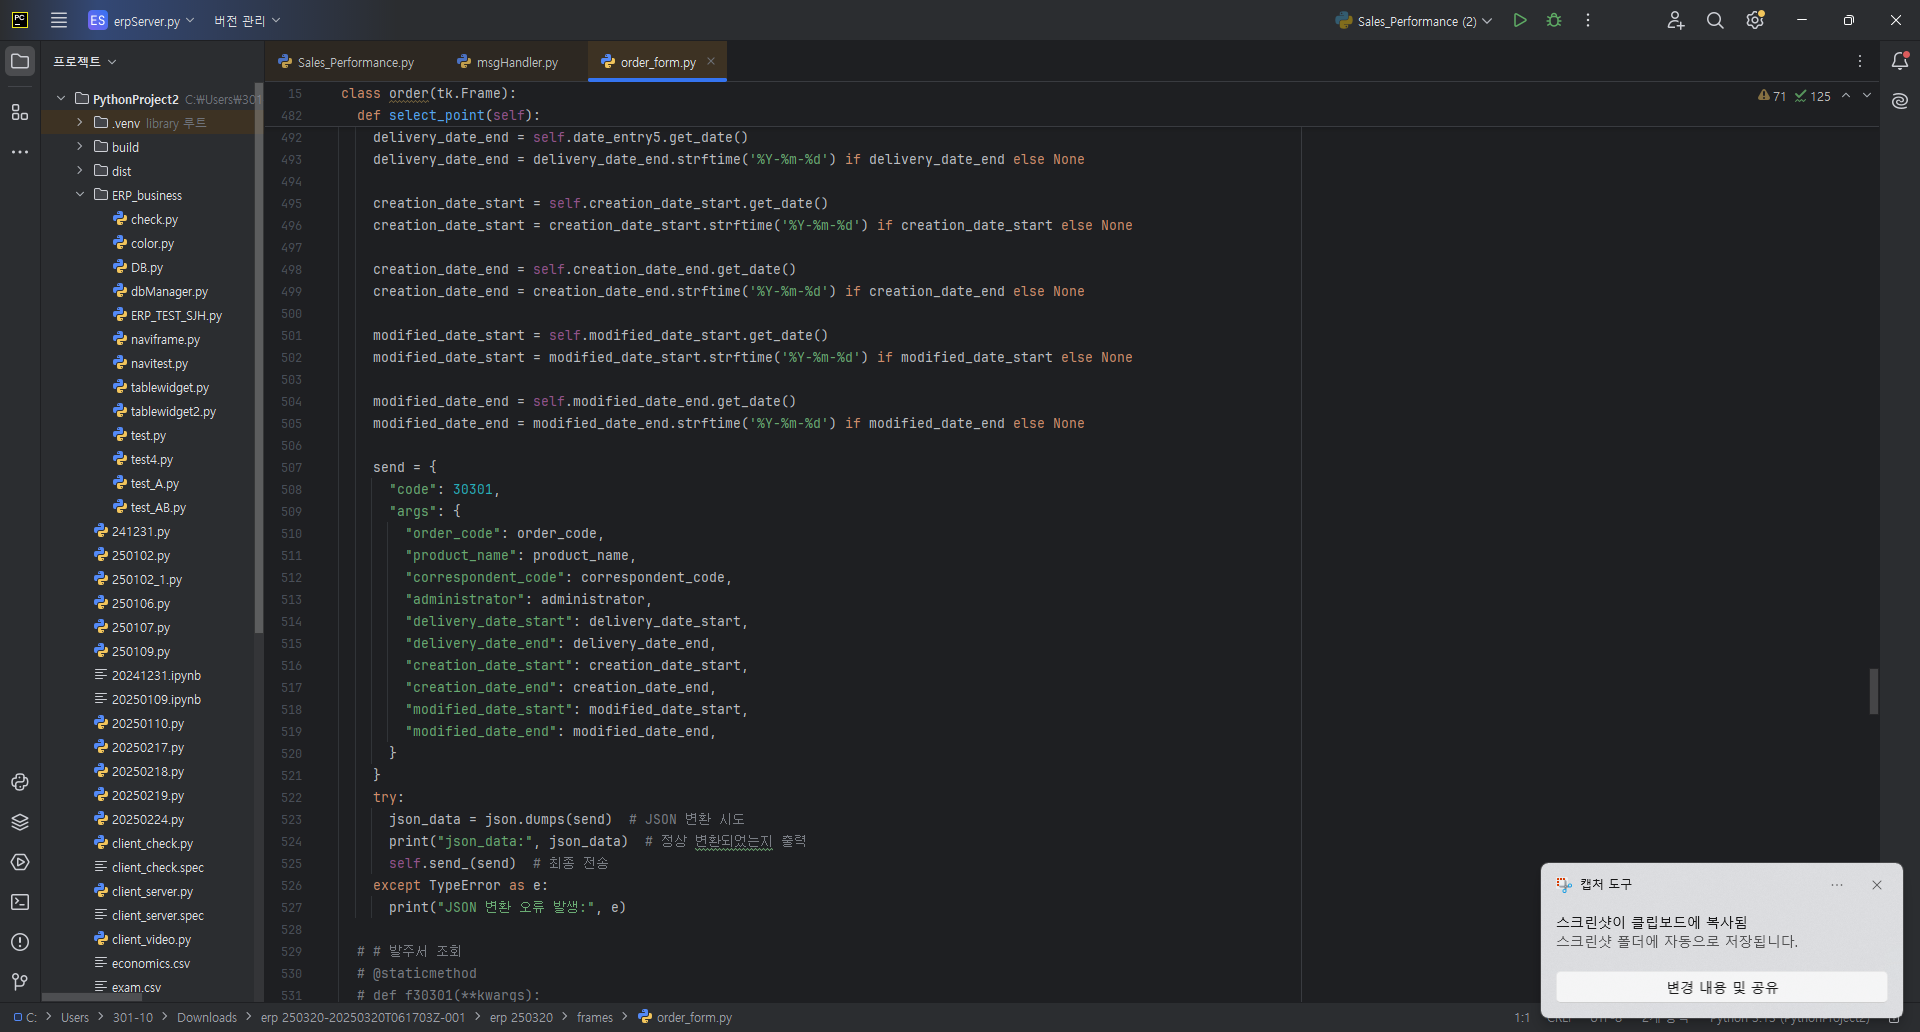 PC
ES erpServer.py
버전 관리
Sales_Performance (2)
프로젝트
Sales_Performance.py
msgHandler.py
order_form.py
PythonProject2 C:₩Users₩301
.venv library 루트
build
dist
ERP_business
check.py
color.py
DB.py
dbManager.py
ERP_TEST_SJH.py
naviframe.py
navitest.py
tablewidget.py
tablewidget2.py
test.py
test4.py
test_A.py
test_AB.py
241231.py
250102.py
250102_1.py
250106.py
250107.py
250109.py
20241231.ipynb
20250109.ipynb
20250110.py
20250217.py
20250218.py
20250219.py
20250224.py
client_check.py
client_check.spec
client_server.py
client_server.spec
client_video.py
economics.csv
exam.csv
71 125
15 class order(tk.Frame):
482 def select_point(self):
492 delivery_date_end = self.date_entry5.get_date()
493 delivery_date_end = delivery_date_end.strftime('%Y-%m-%d') if delivery_date_end else None
494
495 creation_date_start = self.creation_date_start.get_date()
496 creation_date_start = creation_date_start.strftime('%Y-%m-%d') if creation_date_start else None
497
498 creation_date_end = self.creation_date_end.get_date()
499 creation_date_end = creation_date_end.strftime('%Y-%m-%d') if creation_date_end else None
500
501 modified_date_start = self.modified_date_start.get_date()
502 modified_date_start = modified_date_start.strftime('%Y-%m-%d') if modified_date_start else None
503
504 modified_date_end = self.modified_date_end.get_date()
505 modified_date_end = modified_date_end.strftime('%Y-%m-%d') if modified_date_end else None
506
507 send = {
508 "code": 30301,
509 "args": {
510 "order_code": order_code,
511 "product_name": product_name,
512 "correspondent_code": correspondent_code,
513 "administrator": administrator,
514 "delivery_date_start": delivery_date_start,
515 "delivery_date_end": delivery_date_end,
516 "creation_date_start": creation_date_start,
517 "creation_date_end": creation_date_end,
518 "modified_date_start": modified_date_start,
519 "modified_date_end": modified_date_end,
520 }
521 }
522 try:
523 json_data = json.dumps(send) # JSON 변환 시도
524 print("json_data:", json_data) # 정상 변환되었는지 출력
525 self.send_(send) # 최종 전송
526 except TypeError as e:
527 print("JSON 변환 오류 발생:", e)
528
529 # # 발주서 조회
530 # @staticmethod
531 # def f30301(**kwargs):
캡처 도구
스크린샷이 클립보드에 복사됨
스크린샷 폴더에 자동으로 저장됩니다.
변경 내용 및 공유
C: Users 301-10 Downloads erp 250320-20250320T061703Z-001 erp 250320 frames order_form.py
1:1